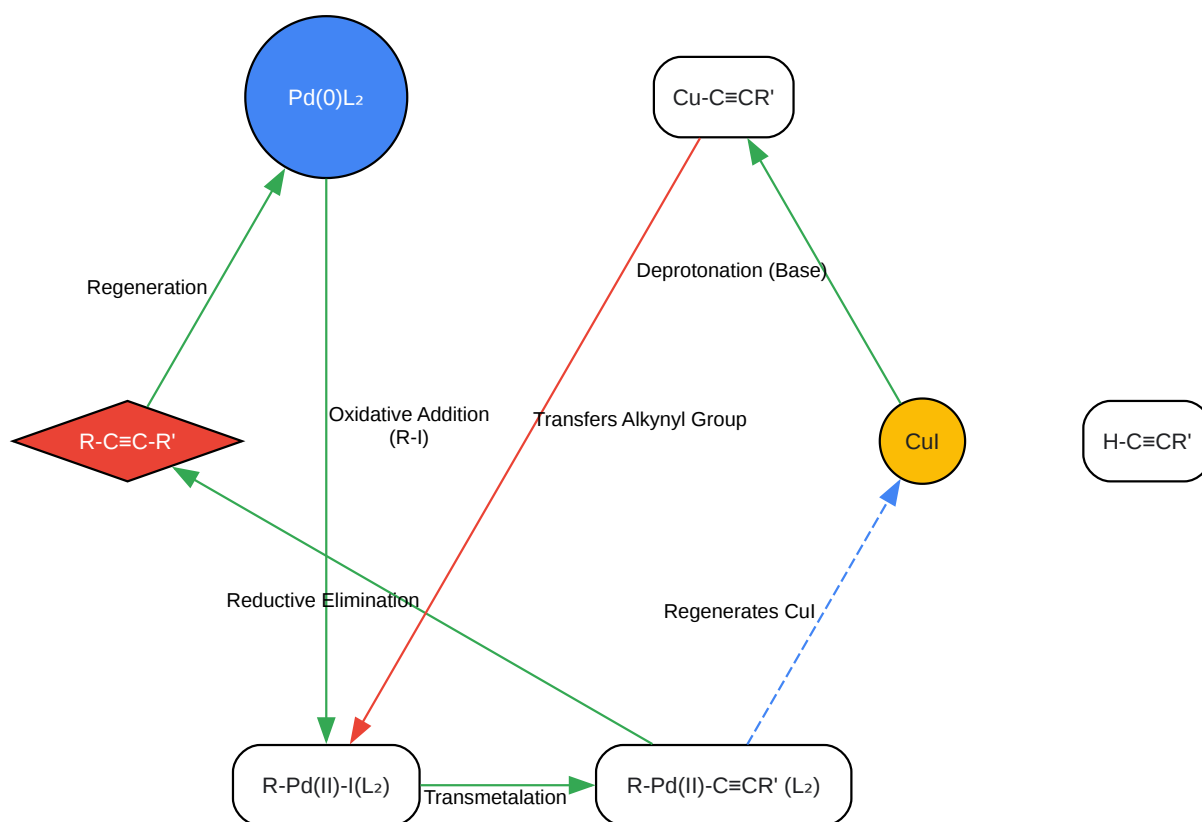 Pd(0)L₂
Cu-C≡CR'
Deprotonation (Base)
Regeneration
Oxidative Addition
(R-I)
Transfers Alkynyl Group
R-C≡C-R'
CuI
H-C≡CR'
Reductive Elimination
Regenerates CuI
R-Pd(II)-I(L₂)
Transmetalation
R-Pd(II)-C≡CR' (L₂)